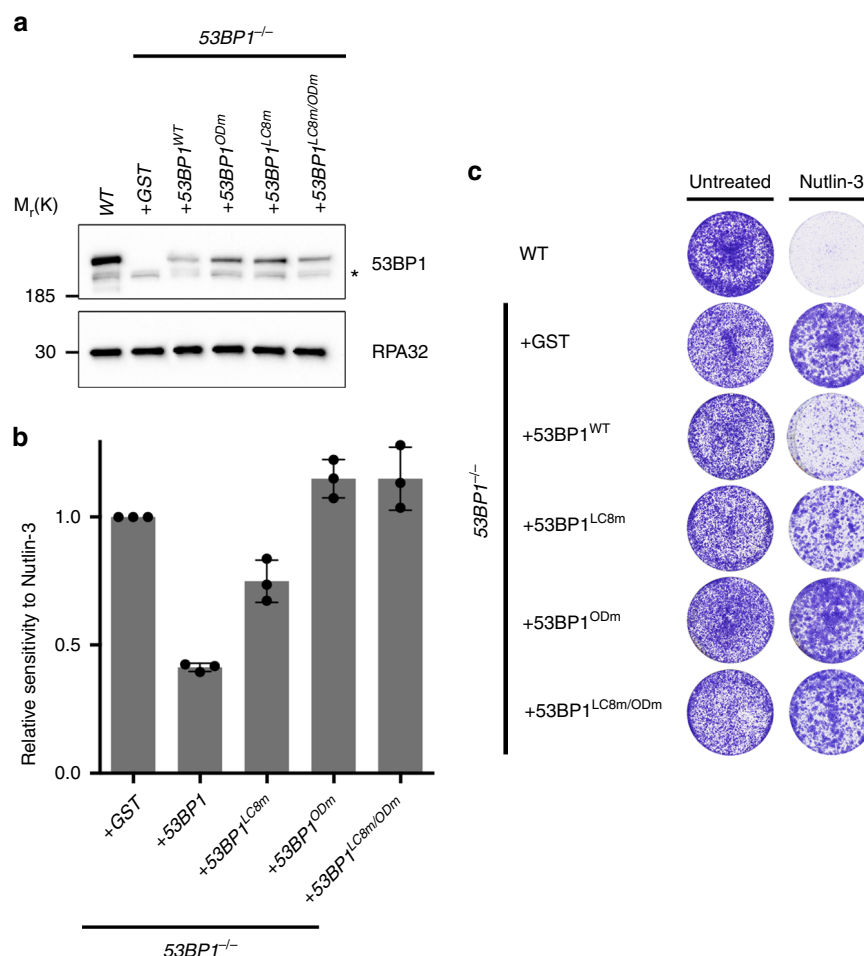 a
53BP1–/–
WT
+GST
+53BP1WT
+53BP1ODm
+53BP1LC8m
+53BP1LC8m/ODm
Mr(K)
53BP1
*
185
30
RPA32
b
Relative sensitivity to Nutlin-3
1.0
0.5
0.0
+GST
+53BP1
+53BP1LC8m
+53BP1ODm
+53BP1LC8m/ODm
53BP1–/–
c
Untreated
Nutlin-3
WT
+GST
+53BP1WT
+53BP1LC8m
+53BP1ODm
+53BP1LC8m/ODm
53BP1–/–